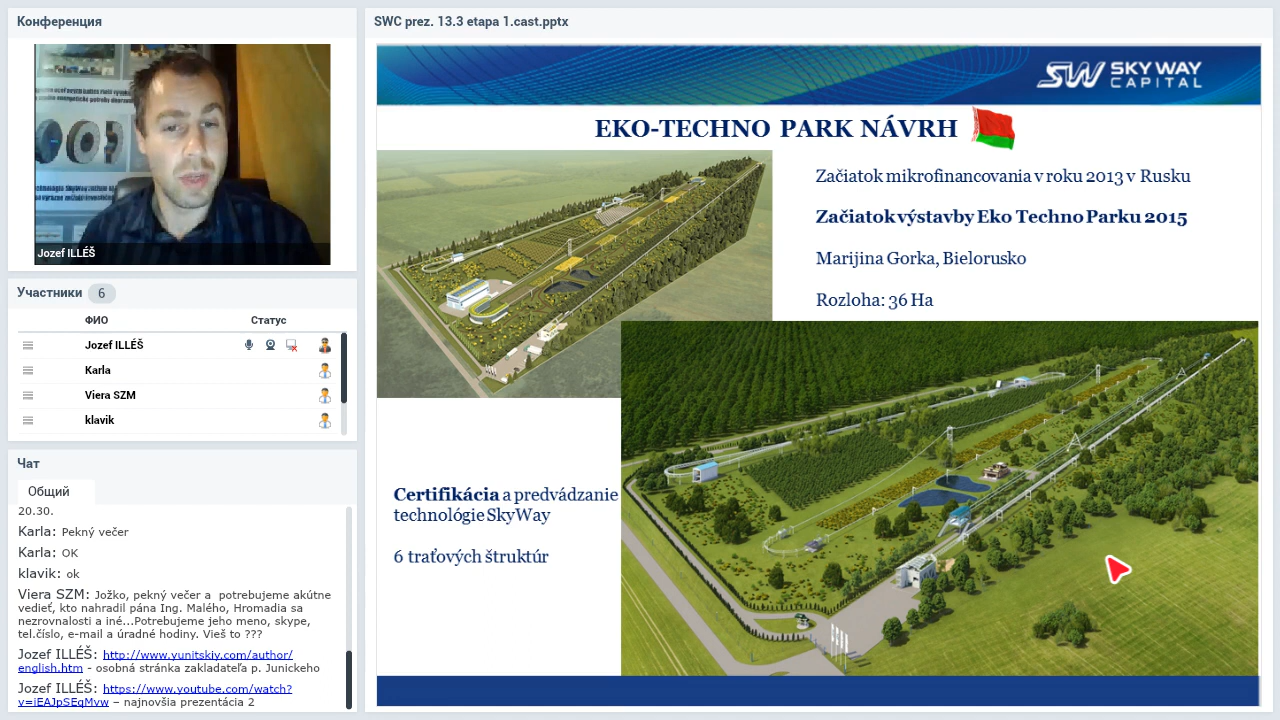 Конференция
Jozef ILLÉŠ
Участники 6
ФИО Статус
Jozef ILLÉŠ
Karla
Viera SZM
klavik
Чат
Общий
20.30.
Karla: Pekný večer
Karla: OK
klavik: ok
Viera SZM: Jožko, pekný večer a potrebujeme akútne
vedieť, kto nahradil pána Ing. Malého, Hromadia sa
nezrovnalosti a iné...Potrebujeme jeho meno, skype,
tel.číslo, e-mail a úradné hodiny. Vieš to ???
Jozef ILLÉŠ: http://www.yunitskiy.com/author/
english.htm - osobná stránka zakladateľa p. Junickeho
Jozef ILLÉŠ: https://www.youtube.com/watch?
v=iEAJpSEqMvw – najnovšia prezentácia 2
SWC prez. 13.3 etapa 1.cast.pptx
SW SKY WAY
CAPITAL
EKO-TECHNO PARK NÁVRH
Začiatok mikrofinancovania v roku 2013 v Rusku
Začiatok výstavby Eko Techno Parku 2015
Marijina Gorka, Bielorusko
Rozloha: 36 Ha
Certifikácia a predvádzanie
technológie SkyWay
6 traťových štruktúr